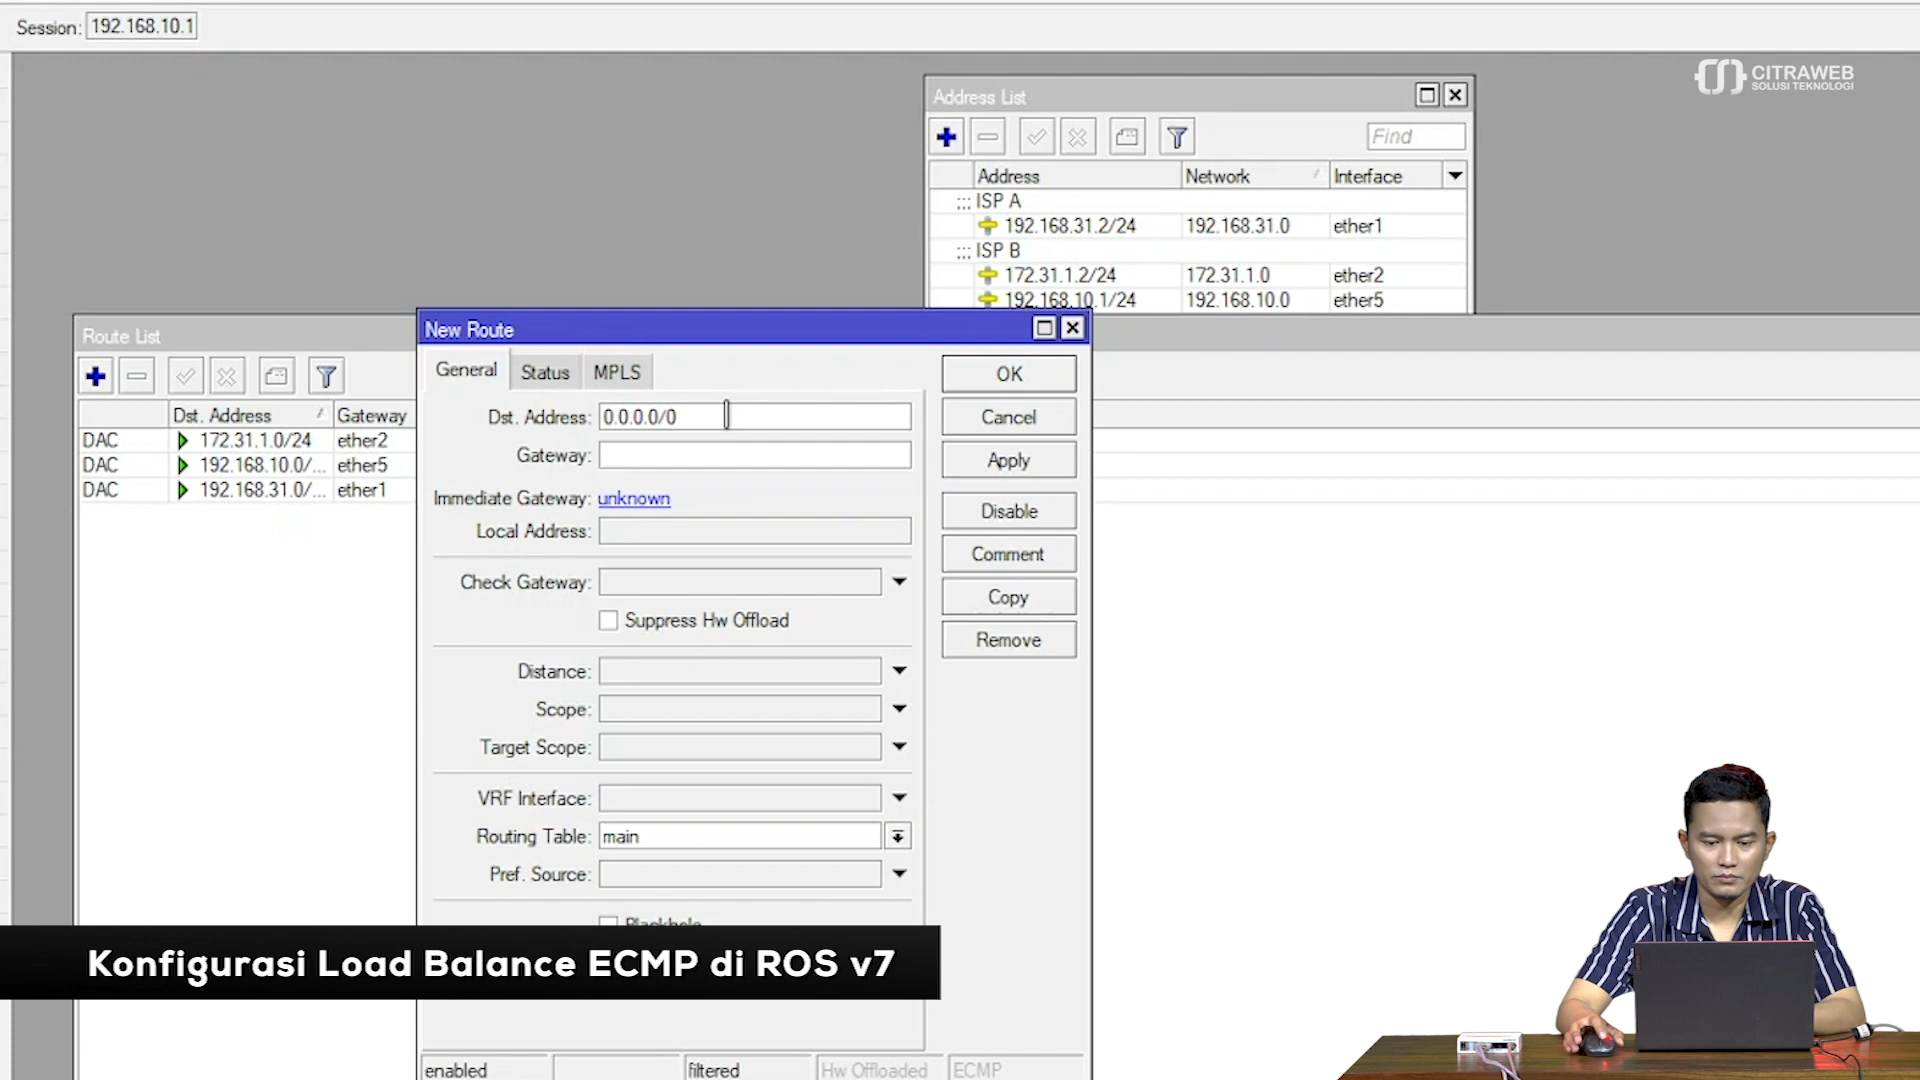 Session: 192.168.10.1
CITRAWEB
SOLUSI TEKNOLOGI
Address List
Find
Address Network Interface
::: ISP A
192.168.31.2/24 192.168.31.0 ether1
::: ISP B
172.31.1.2/24 172.31.1.0 ether2
192.168.10.1/24 192.168.10.0 ether5
Route List
Dst. Address Gateway
DAC 172.31.1.0/24 ether2
DAC 192.168.10.0/... ether5
DAC 192.168.31.0/... ether1
New Route
General Status MPLS
Dst. Address: 0.0.0.0/0
Gateway:
Immediate Gateway: unknown
Local Address:
Check Gateway:
Suppress Hw Offload
Distance:
Scope:
Target Scope:
VRF Interface:
Routing Table: main
Pref. Source:
Blackhole
OK
Cancel
Apply
Disable
Comment
Copy
Remove
enabled filtered Hw Offloaded ECMP
Konfigurasi Load Balance ECMP di ROS v7